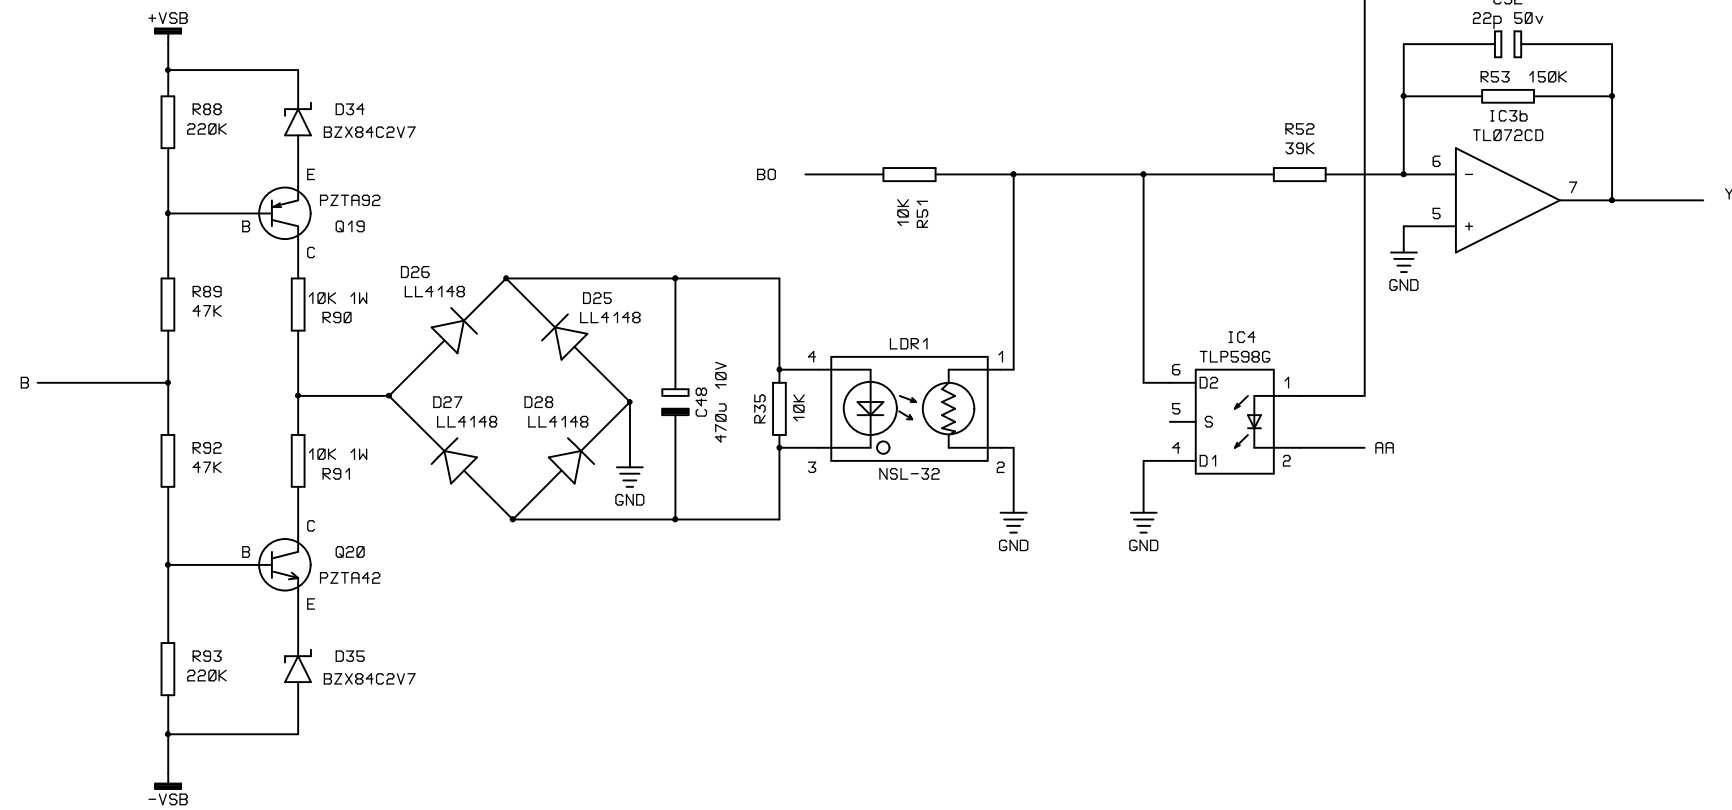 +VSB
R88
220K
D34
BZX84C2V7
E
PZTA92
B
Q19
C
R89
47K
10K 1W
R90
B
R92
47K
10K 1W
R91
C
B
Q20
PZTA42
E
R93
220K
D35
BZX84C2V7
-VSB
D26
LL4148
D25
LL4148
D27
LL4148
D28
LL4148
GND
C48
470u 10V
R35
10K
LDR1
4
1
3
2
NSL-32
GND
BO
10K
R51
R52
39K
22p 50v
R53 150K
IC3b
TL072CD
6
-
5
+
7
Y
GND
IC4
TLP598G
6
D2
1
5
S
4
D1
2
AA
GND